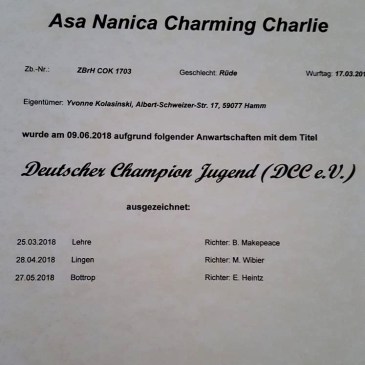 Asa Nanica Charming Charlie
Zb.-Nr.: ZBrH COK 1703 Geschlecht: Rüde Wurftag: 17.03.201
Eigentümer: Yvonne Kolasinski, Albert-Schweizer-Str. 17, 59077 Hamm
wurde am 09.06.2018 aufgrund folgender Anwartschaften mit dem Titel
Deutscher Champion Jugend (DCC e.V.)
ausgezeichnet:
25.03.2018 Lehre Richter: B. Makepeace
28.04.2018 Lingen Richter: M. Wibier
27.05.2018 Bottrop Richter: E. Heintz